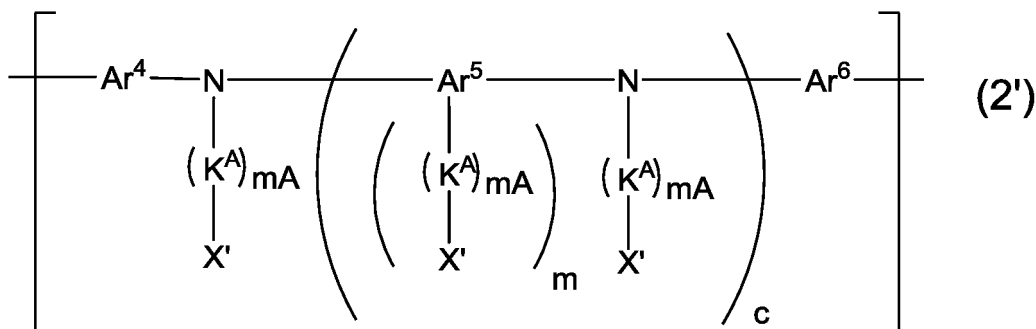 Ar⁴ N Ar⁵ N Ar⁶ (2')
(Kᴬ)mA (Kᴬ)mA (Kᴬ)mA
X' X' X'
m
c